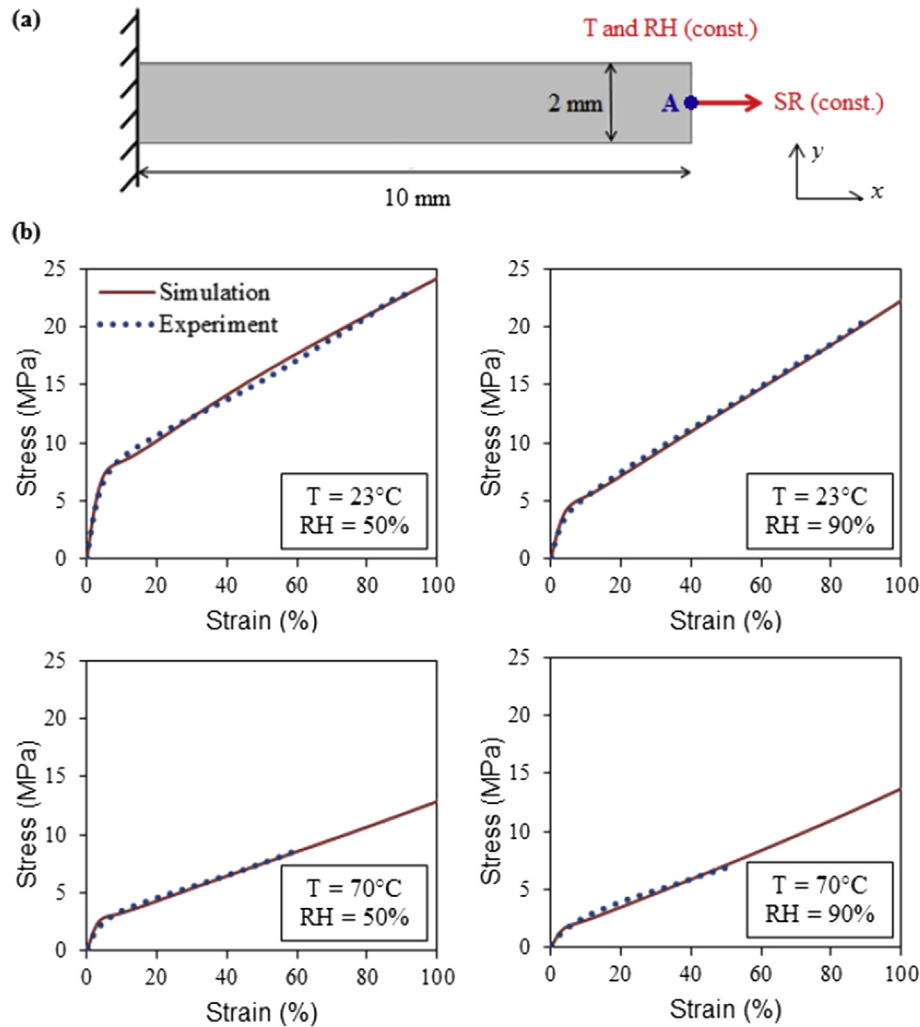 (a)
T and RH (const.)
2 mm
A
SR (const.)
y
x
10 mm
(b)
25
20
15
10
5
0
Stress (MPa)
Simulation
Experiment
T = 23°C
RH = 50%
0 20 40 60 80 100
Strain (%)
25
20
15
10
5
0
Stress (MPa)
T = 23°C
RH = 90%
0 20 40 60 80 100
Strain (%)
25
20
15
10
5
0
Stress (MPa)
T = 70°C
RH = 50%
0 20 40 60 80 100
Strain (%)
25
20
15
10
5
0
Stress (MPa)
T = 70°C
RH = 90%
0 20 40 60 80 100
Strain (%)